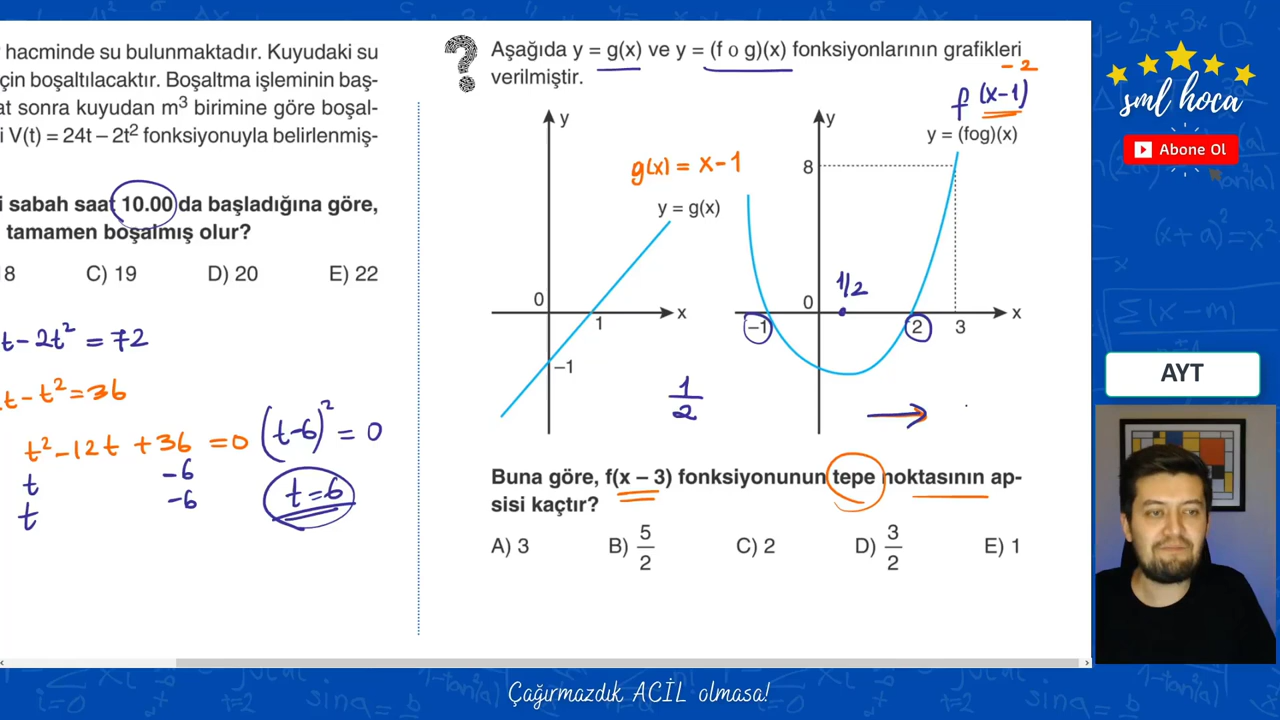 hacminde su bulunmaktadır. Kuyudaki su
için boşaltılacaktır. Boşaltma işleminin baş-
at sonra kuyudan m³ birimine göre boşal-
i V(t) = 24t – 2t² fonksiyonuyla belirlenmiş-
i sabah saat 10.00 da başladığına göre,
tamamen boşalmış olur?
18 C) 19 D) 20 E) 22
t – 2t² = 72
t – t² = 36
t² – 12t + 36 = 0 (t – 6)² = 0
t –6
t –6
t = 6
Aşağıda y = g(x) ve y = (f o g)(x) fonksiyonlarının grafikleri
verilmiştir.
–2
f (x–1)
y
g(x) = x – 1
y = g(x)
0
x
1
–1
1/2
y
y = (fog)(x)
8
1/2
0
x
–1
2
3
Buna göre, f(x – 3) fonksiyonunun tepe noktasının ap-
sisi kaçtır?
A) 3 B) 5/2 C) 2 D) 3/2 E) 1
sml hoca
Abone Ol
AYT
Çağırmazdık ACİL olmasa!